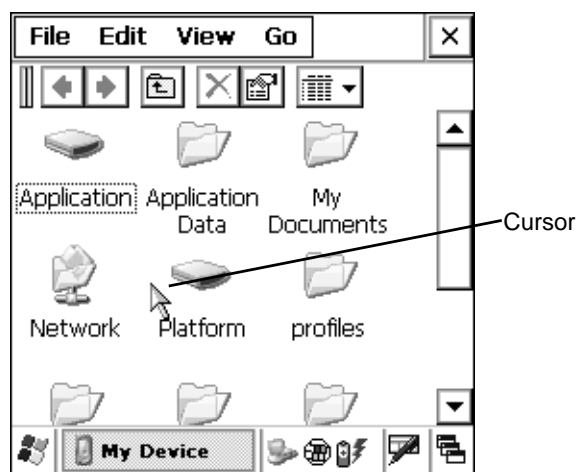 File Edit View Go
Application
Application Data
My Documents
Cursor
Network
Platform
profiles
My Device